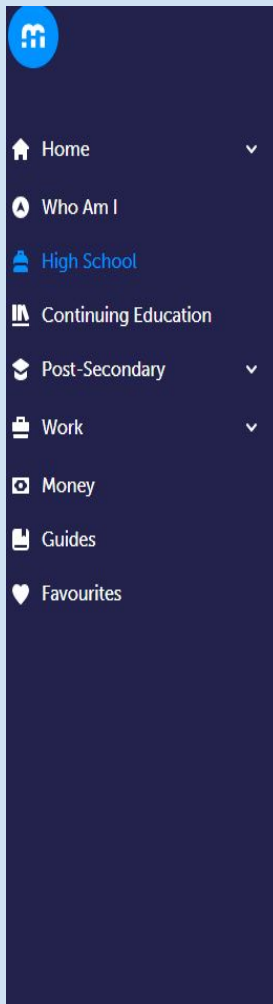 Home
Who Am I
High School
Continuing Education
Post-Secondary
Work
Money
Guides
Favourites